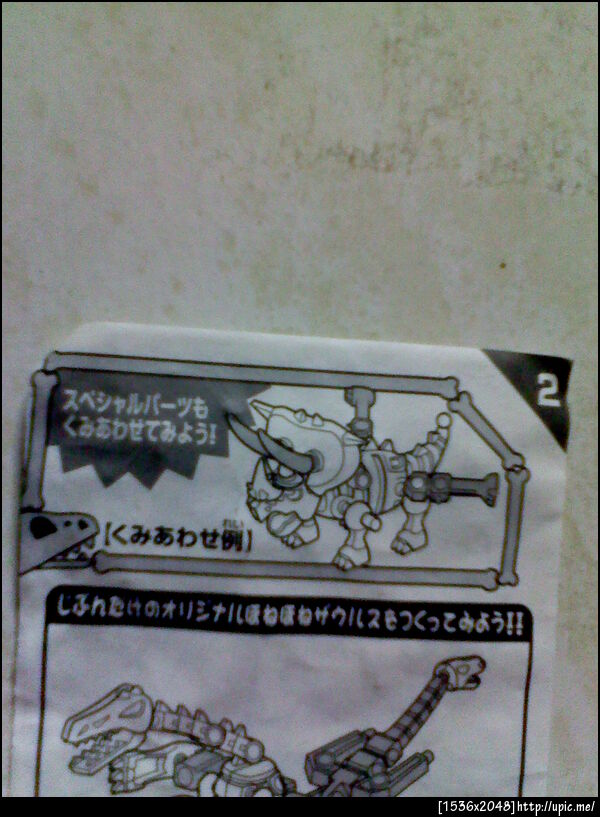 2
スペシャルパーツも
くみあわせてみよう!
[くみあわせ例]
れい
じぶんだけのオリジナルほねほねザウルスをつくってみよう!!
[1536x2048]http://upic.me/